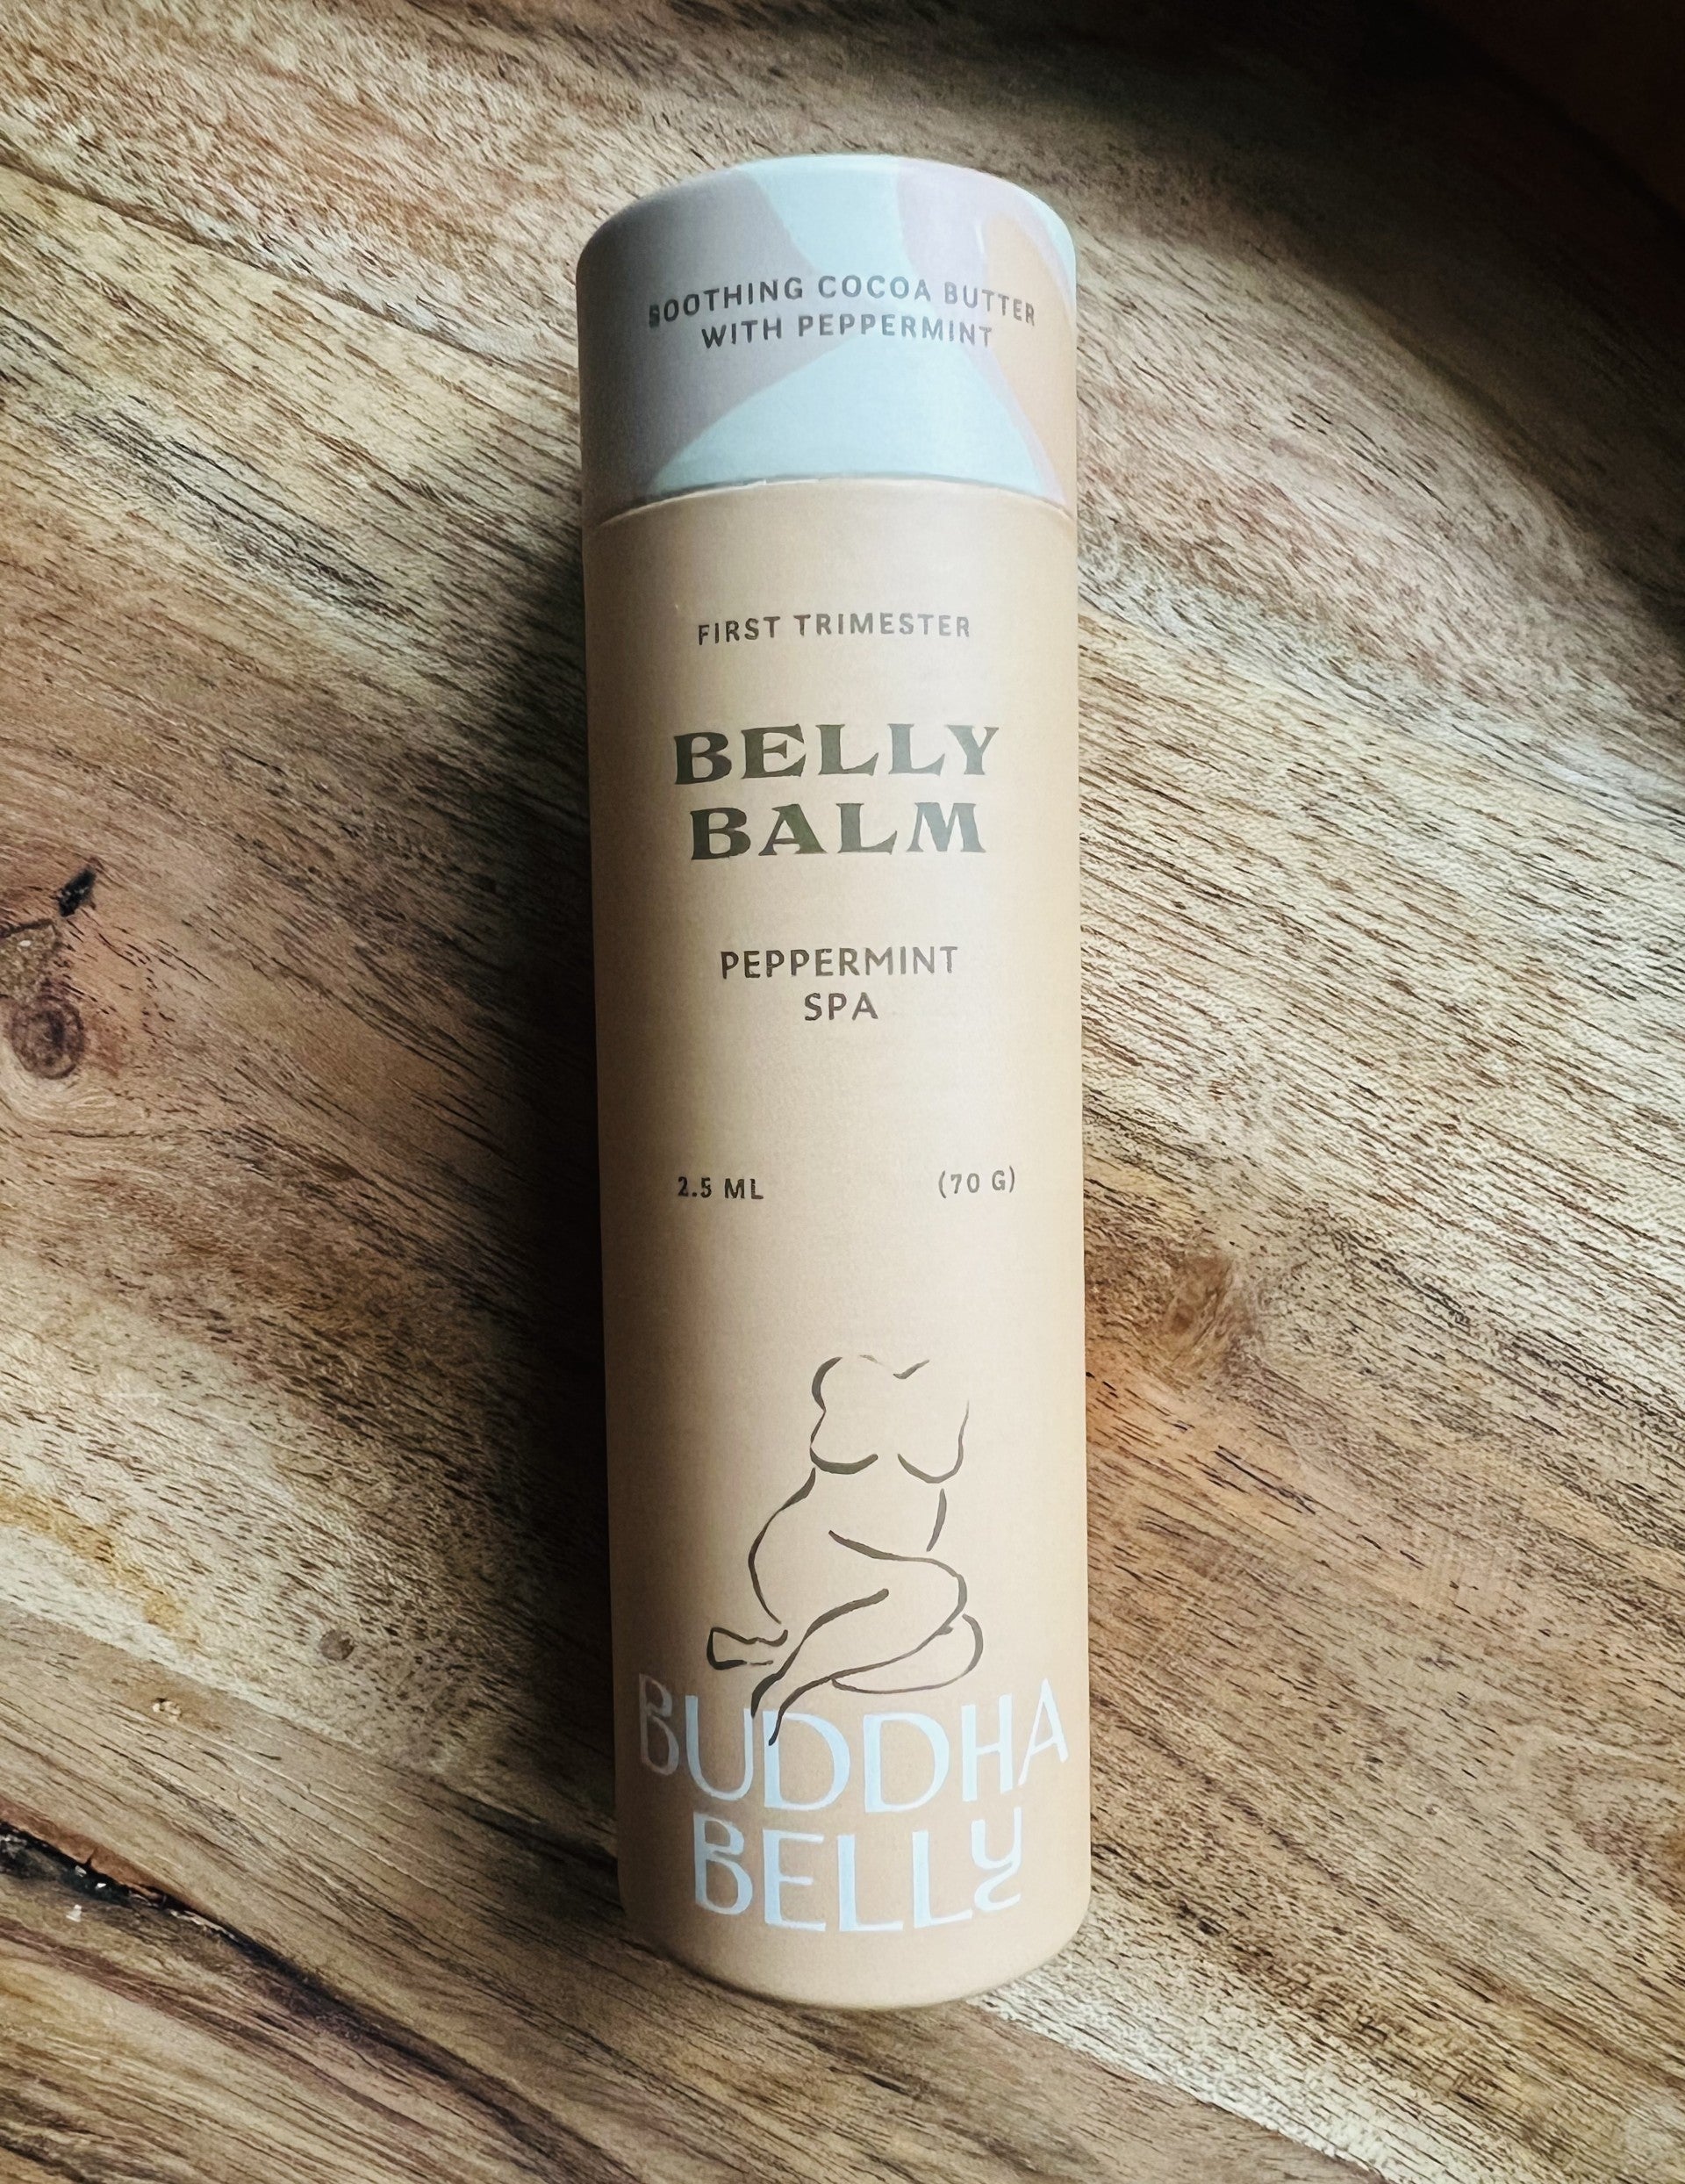 SOOTHING COCOA BUTTER
WITH PEPPERMINT
FIRST TRIMESTER
BELLY
BALM
PEPPERMINT
SPA
2.5 ML (70 G)
BUDDHA
BELLY